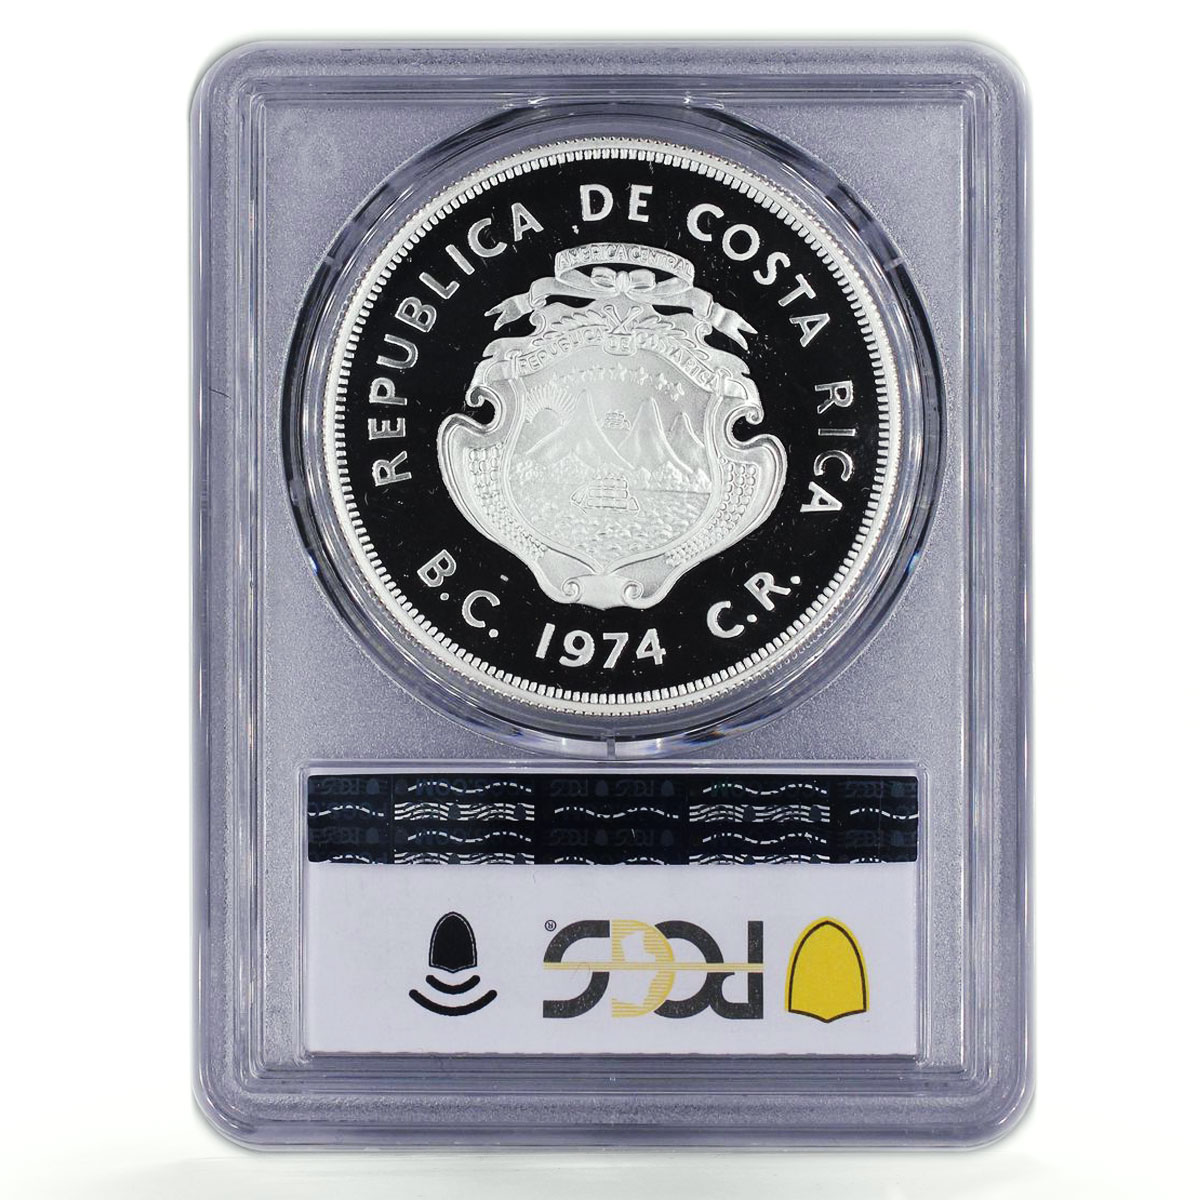 REPUBLICA DE COSTA RICA
AMERICA CENTRAL
REPUBLICA DE COSTA RICA
B.C. 1974 C.R.
PCGS ®